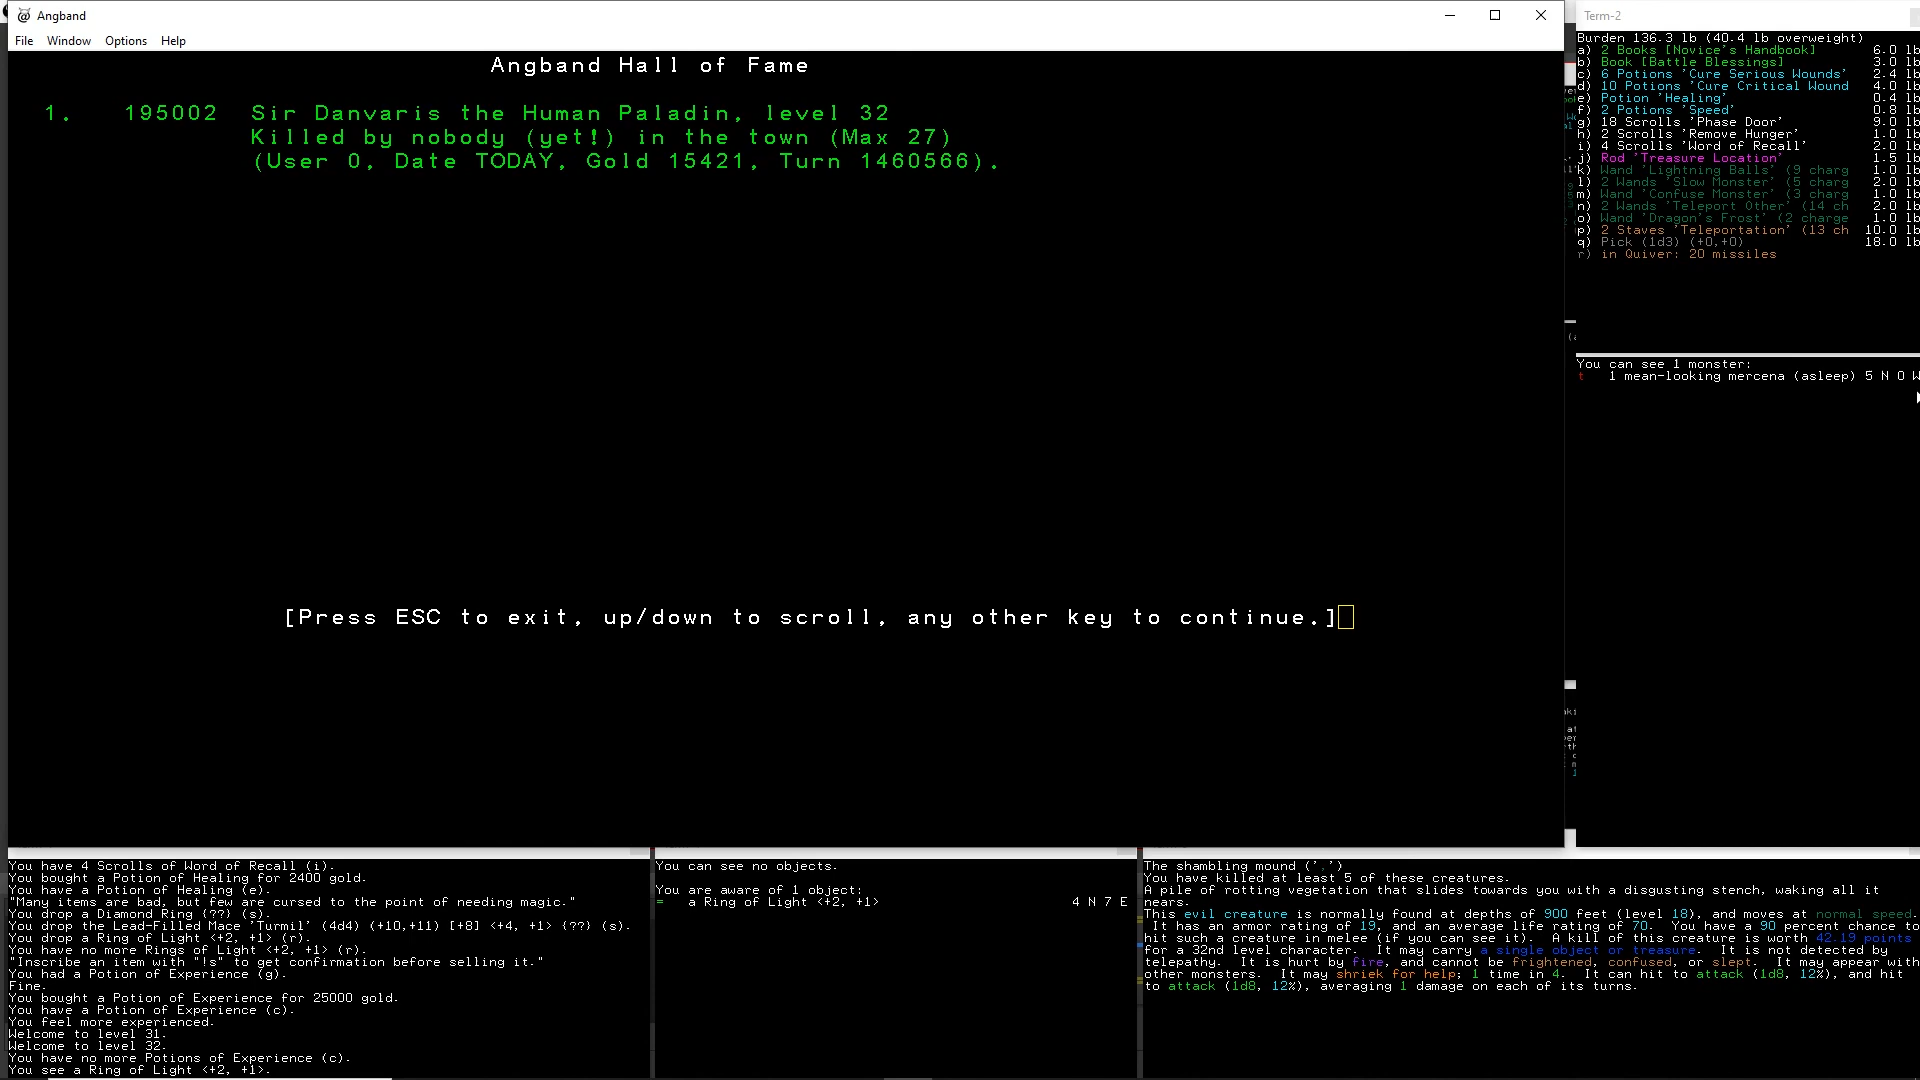 Angband
File Window Options Help
Angband Hall of Fame
1. 195002 Sir Danvaris the Human Paladin, level 32
Killed by nobody (yet!) in the town (Max 27)
(User 0, Date TODAY, Gold 15421, Turn 1460566).
[Press ESC to exit, up/down to scroll, any other key to continue.]
Term-2
Burden 136.3 lb (40.4 lb overweight)
a) 2 Books [Novice's Handbook] 6.0 lb
b) Book [Battle Blessings] 3.0 lb
c) 6 Potions 'Cure Serious Wounds' 2.4 lb
d) 10 Potions 'Cure Critical Wound 4.0 lb
e) Potion 'Healing' 0.4 lb
f) 2 Potions 'Speed' 0.8 lb
g) 18 Scrolls 'Phase Door' 9.0 lb
h) 2 Scrolls 'Remove Hunger' 1.0 lb
i) 4 Scrolls 'Word of Recall' 2.0 lb
j) Rod 'Treasure Location' 1.5 lb
k) Wand 'Lightning Balls' (9 charg 1.0 lb
l) 2 Wands 'Slow Monster' (5 charg 2.0 lb
m) Wand 'Confuse Monster' (3 charg 1.0 lb
n) 2 Wands 'Teleport Other' (14 ch 2.0 lb
o) Wand 'Dragon's Frost' (2 charge 1.0 lb
p) 2 Staves 'Teleportation' (13 ch 10.0 lb
q) Pick (1d3) (+0,+0) 18.0 lb
r) in Quiver: 20 missiles
You can see 1 monster:
t 1 mean-looking mercena (asleep) 5 N 0 W
You have 4 Scrolls of Word of Recall (i).
You bought a Potion of Healing for 2400 gold.
You have a Potion of Healing (e).
"Many items are bad, but few are cursed to the point of needing magic."
You drop a Diamond Ring {??} (s).
You drop the Lead-Filled Mace 'Turmil' (4d4) (+10,+11) [+8] <+4, +1> {??} (s).
You drop a Ring of Light <+2, +1> (r).
You have no more Rings of Light <+2, +1> (r).
"Inscribe an item with "!s" to get confirmation before selling it."
You had a Potion of Experience (g).
Fine.
You bought a Potion of Experience for 25000 gold.
You have a Potion of Experience (c).
You feel more experienced.
Welcome to level 31.
Welcome to level 32.
You have no more Potions of Experience (c).
You see a Ring of Light <+2, +1>.
You can see no objects.
You are aware of 1 object:
= a Ring of Light <+2, +1> 4 N 7 E
The shambling mound (',')
You have killed at least 5 of these creatures.
A pile of rotting vegetation that slides towards you with a disgusting stench, waking all it
nears.
This evil creature is normally found at depths of 900 feet (level 18), and moves at normal speed.
It has an armor rating of 19, and an average life rating of 70. You have a 90 percent chance to
hit such a creature in melee (if you can see it). A kill of this creature is worth 42.19 points
for a 32nd level character. It may carry a single object or treasure. It is not detected by
telepathy. It is hurt by fire, and cannot be frightened, confused, or slept. It may appear with
other monsters. It may shriek for help; 1 time in 4. It can hit to attack (1d8, 12%), and hit
to attack (1d8, 12%), averaging 1 damage on each of its turns.